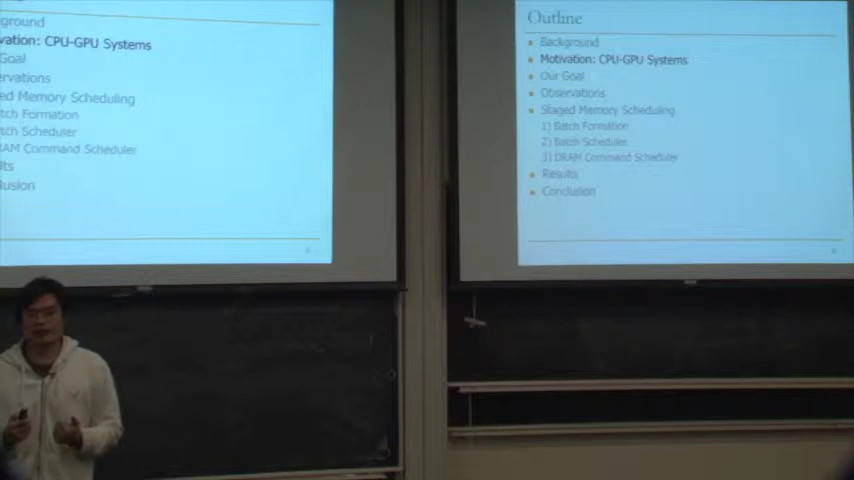 ground
vation: CPU-GPU Systems
Goal
ervations
ed Memory Scheduling
tch Formation
tch Scheduler
RAM Command Scheduler
lts
lusion
Outline
Background
Motivation: CPU-GPU Systems
Our Goal
Observations
Staged Memory Scheduling
1) Batch Formation
2) Batch Scheduler
3) DRAM Command Scheduler
Results
Conclusion